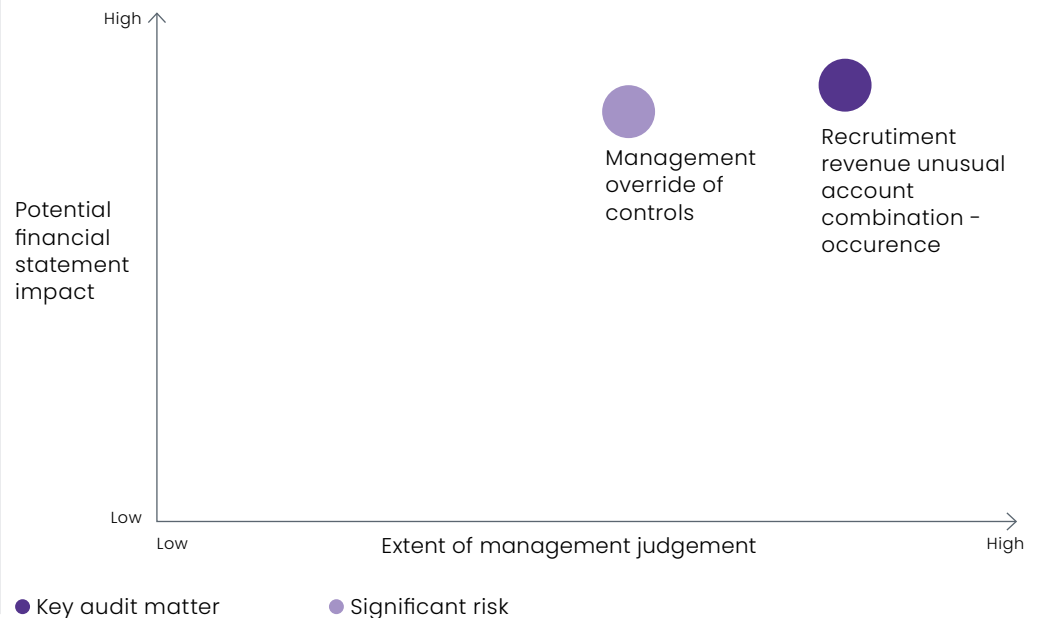 High
Management
override of
controls
Recrutiment
revenue unusual
account
combination -
occurence
Potential
financial
statement
impact
Low
Low
Extent of management judgement
High
Key audit matter
Significant risk